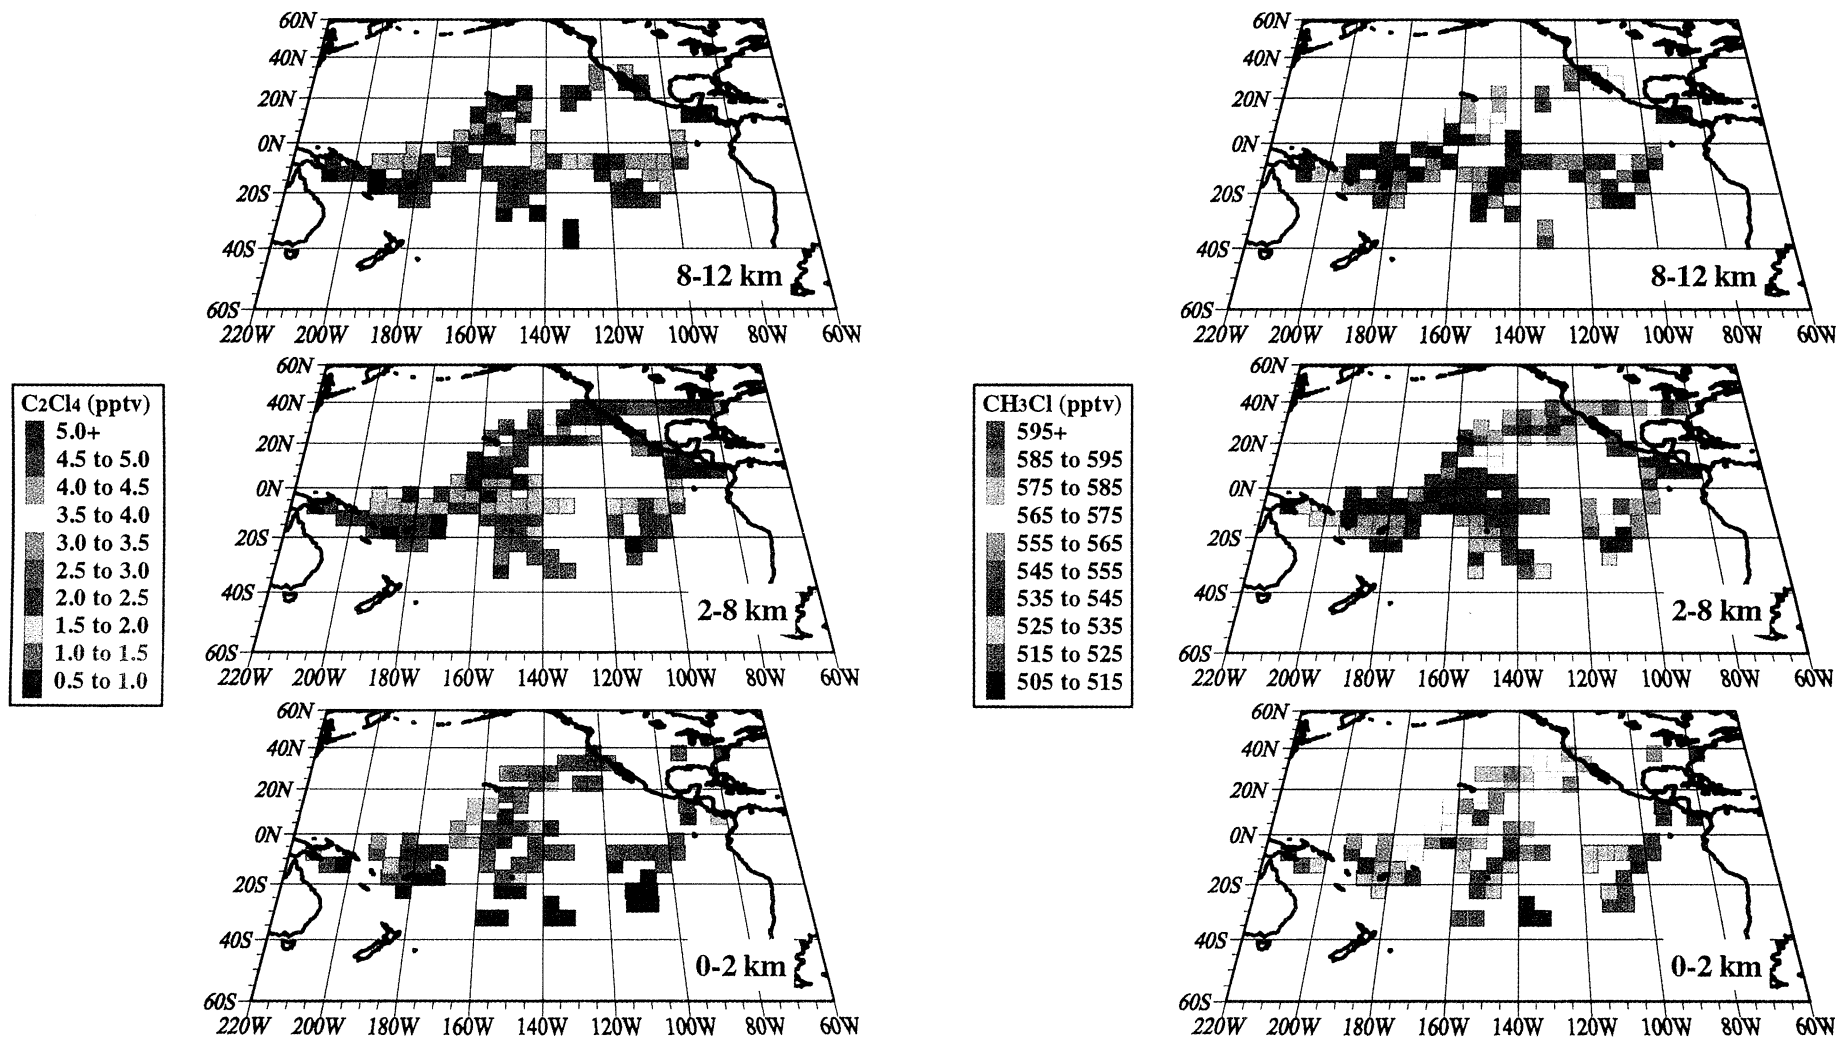 60N
40N
20N
0N
20S
40S
60S
8-12 km
220W 200W 180W 160W 140W 120W 100W 80W 60W
60N
40N
20N
0N
20S
40S
60S
8-12 km
220W 200W 180W 160W 140W 120W 100W 80W 60W
C2Cl4 (pptv)
5.0+
4.5 to 5.0
4.0 to 4.5
3.5 to 4.0
3.0 to 3.5
2.5 to 3.0
2.0 to 2.5
1.5 to 2.0
1.0 to 1.5
0.5 to 1.0
60N
40N
20N
0N
20S
40S
60S
2-8 km
220W 200W 180W 160W 140W 120W 100W 80W 60W
CH3Cl (pptv)
595+
585 to 595
575 to 585
565 to 575
555 to 565
545 to 555
535 to 545
525 to 535
515 to 525
505 to 515
60N
40N
20N
0N
20S
40S
60S
2-8 km
220W 200W 180W 160W 140W 120W 100W 80W 60W
60N
40N
20N
0N
20S
40S
60S
0-2 km
220W 200W 180W 160W 140W 120W 100W 80W 60W
60N
40N
20N
0N
20S
40S
60S
0-2 km
220W 200W 180W 160W 140W 120W 100W 80W 60W